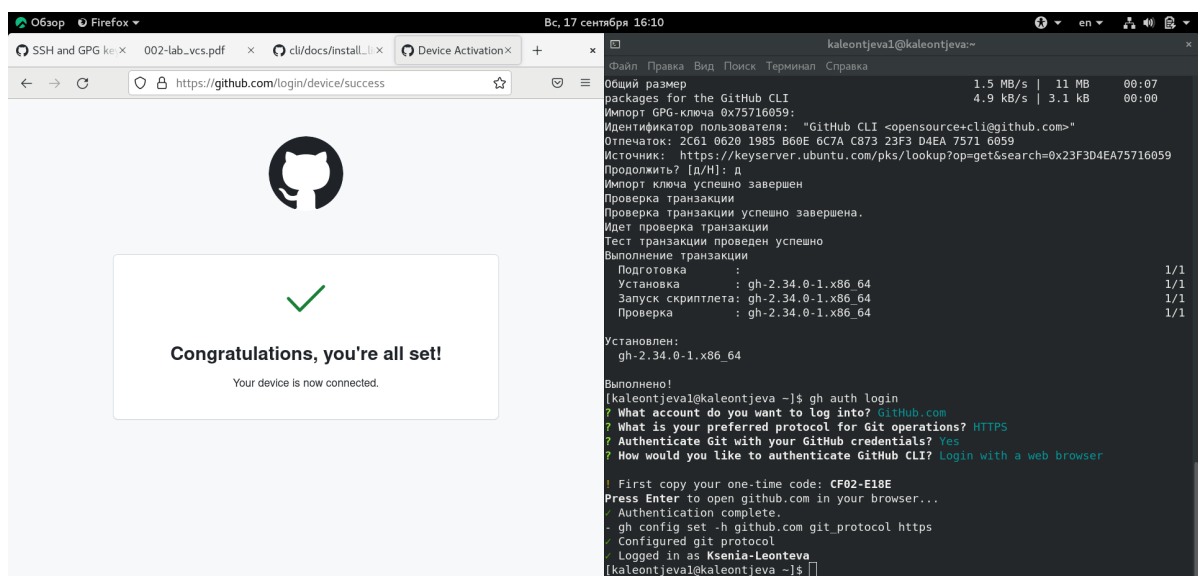 Обзор Firefox Вс, 17 сентября 16:10 en
SSH and GPG ke 002-lab_vcs.pdf cli/docs/install_li Device Activation
https://github.com/login/device/success
Congratulations, you're all set!
Your device is now connected.
kaleontjeva1@kaleontjeva:~
Файл Правка Вид Поиск Терминал Справка
Общий размер 1.5 MB/s | 11 MB 00:07
packages for the GitHub CLI 4.9 kB/s | 3.1 kB 00:00
Импорт GPG-ключа 0x75716059:
Идентификатор пользователя: "GitHub CLI <opensource+cli@github.com>"
Отпечаток: 2C61 0620 1985 B60E 6C7A C873 23F3 D4EA 7571 6059
Источник: https://keyserver.ubuntu.com/pks/lookup?op=get&search=0x23F3D4EA75716059
Продолжить? [д/Н]: д
Импорт ключа успешно завершен
Проверка транзакции
Проверка транзакции успешно завершена.
Идет проверка транзакции
Тест транзакции проведен успешно
Выполнение транзакции
Подготовка : 1/1
Установка : gh-2.34.0-1.x86_64 1/1
Запуск скриптлета: gh-2.34.0-1.x86_64 1/1
Проверка : gh-2.34.0-1.x86_64 1/1
Установлен:
gh-2.34.0-1.x86_64
Выполнено!
[kaleontjeva1@kaleontjeva ~]$ gh auth login
? What account do you want to log into? GitHub.com
? What is your preferred protocol for Git operations? HTTPS
? Authenticate Git with your GitHub credentials? Yes
? How would you like to authenticate GitHub CLI? Login with a web browser
! First copy your one-time code: CF02-E18E
Press Enter to open github.com in your browser...
✓ Authentication complete.
- gh config set -h github.com git_protocol https
✓ Configured git protocol
✓ Logged in as Ksenia-Leonteva
[kaleontjeva1@kaleontjeva ~]$